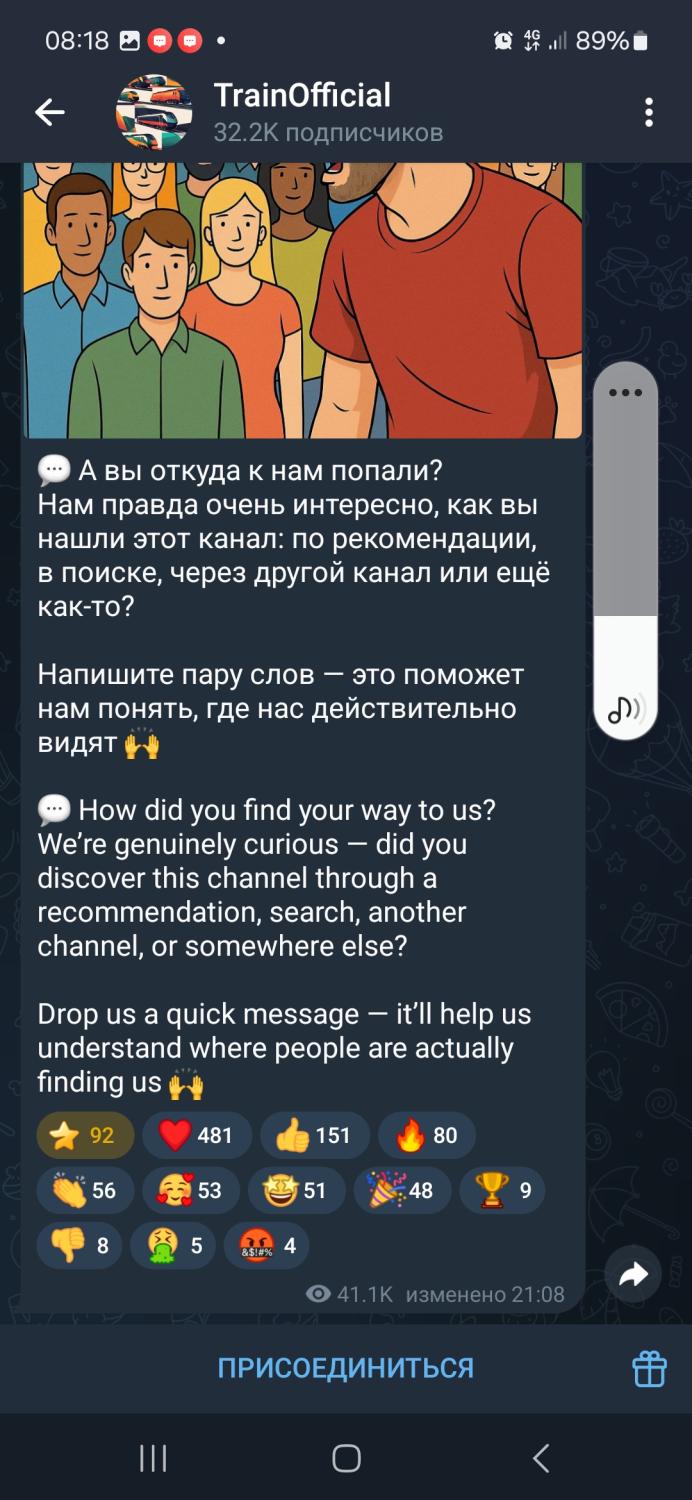 08:18
4G
89%
TrainOfficial
32.2K подписчиков
💬 А вы откуда к нам попали?
Нам правда очень интересно, как вы
нашли этот канал: по рекомендации,
в поиске, через другой канал или ещё
как-то?
Напишите пару слов — это поможет
нам понять, где нас действительно
видят 🙌
💬 How did you find your way to us?
We’re genuinely curious — did you
discover this channel through a
recommendation, search, another
channel, or somewhere else?
Drop us a quick message — it’ll help us
understand where people are actually
finding us 🙌
⭐ 92 ❤️ 481 👍 151 🔥 80
👏 56 🥰 53 🤩 51 🎉 48 🏆 9
👎 8 🤮 5 🤬 4
41.1K изменено 21:08
ПРИСОЕДИНИТЬСЯ